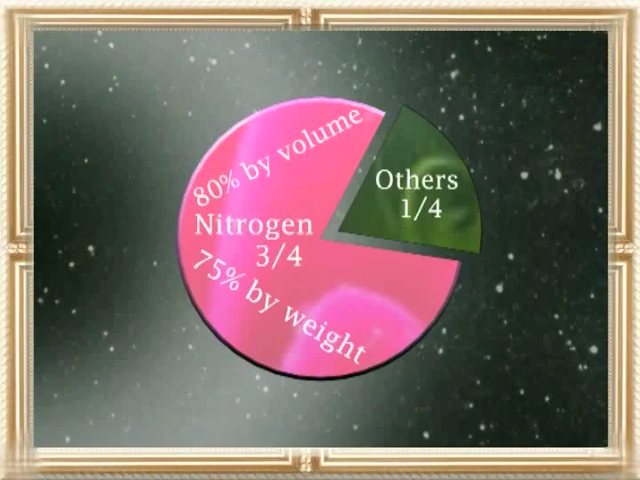 80% by volume
Nitrogen
3/4
75% by weight
Others
1/4